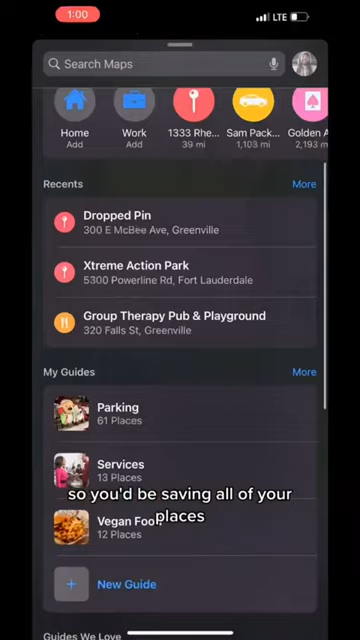 1:00
LTE
Search Maps
Home
Add
Work
Add
1333 Rhe...
39 mi
Sam Pack...
1,103 mi
Golden A...
2,193 mi
Recents
More
Dropped Pin
300 E McBee Ave, Greenville
Xtreme Action Park
5300 Powerline Rd, Fort Lauderdale
Group Therapy Pub & Playground
320 Falls St, Greenville
My Guides
More
Parking
61 Places
Services
13 Places
so you'd be saving all of your
places
Vegan Food
12 Places
New Guide
Guides We Love